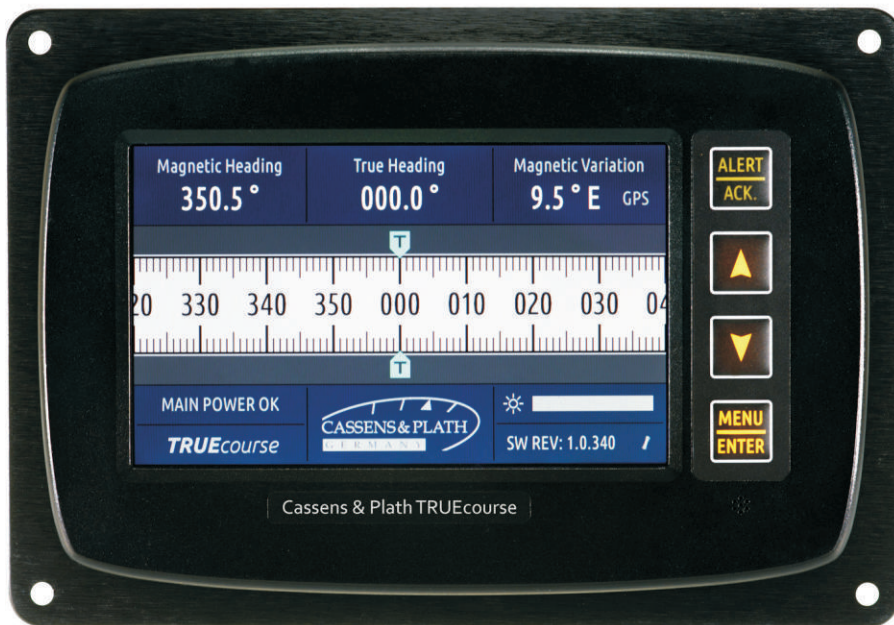 Magnetic Heading
350.5°
True Heading
000.0°
Magnetic Variation
9.5° E GPS
ALERT
ACK.
T
20 330 340 350 000 010 020 030 04
T
MAIN POWER OK
TRUEcourse
CASSENS & PLATH
GERMANY
SW REV: 1.0.340
MENU
ENTER
Cassens & Plath TRUEcourse